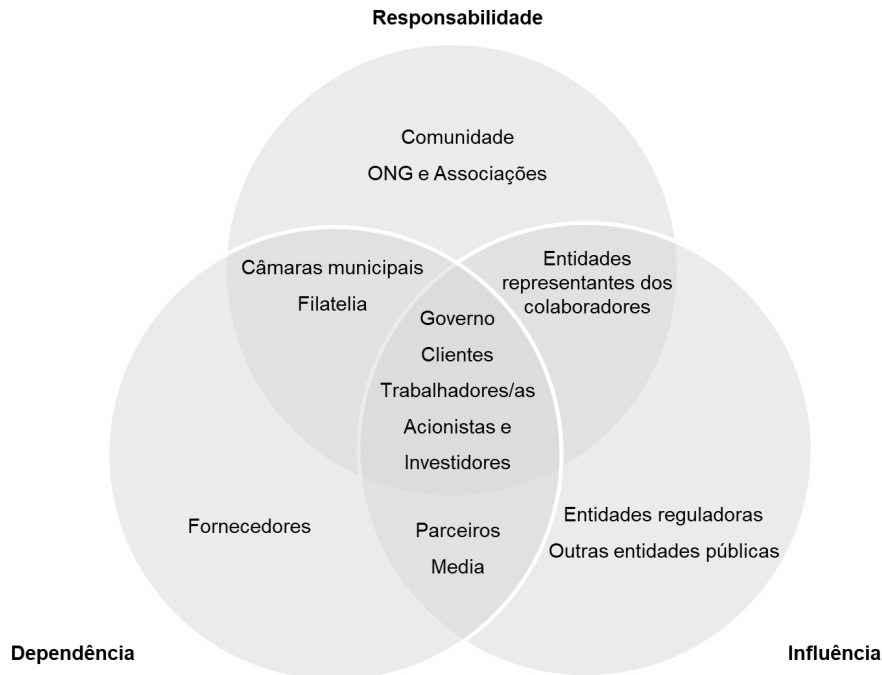 Responsabilidade
Comunidade
ONG e Associações
Câmaras municipais
Filatelia
Entidades
representantes dos
colaboradores
Governo
Clientes
Trabalhadores/as
Acionistas e
Investidores
Fornecedores
Parceiros
Media
Entidades reguladoras
Outras entidades públicas
Dependência
Influência